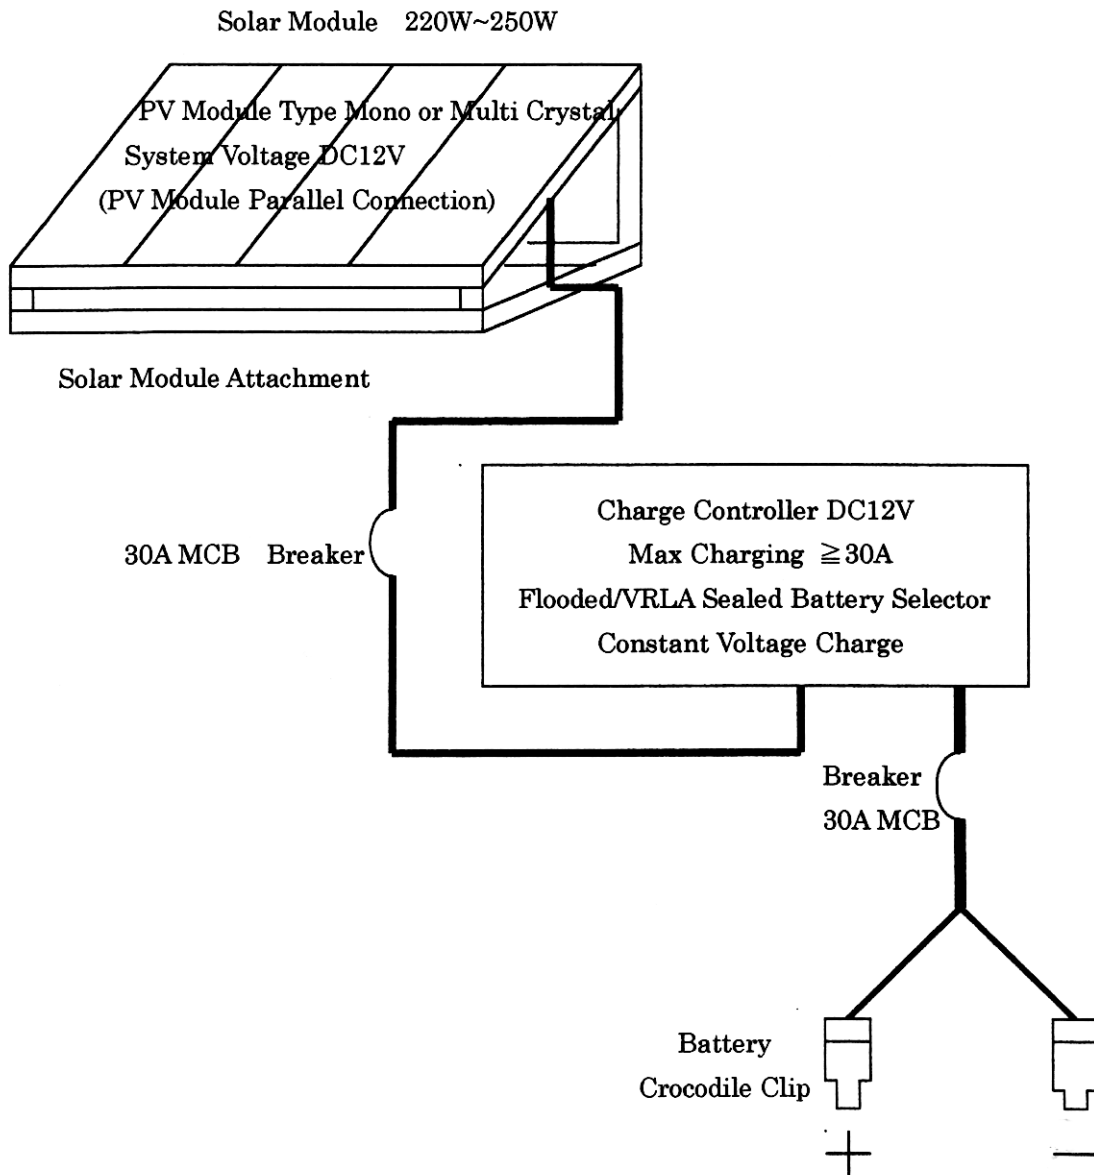 Solar Module 220W~250W
PV Module Type Mono or Multi Crystal
System Voltage DC12V
(PV Module Parallel Connection)
Solar Module Attachment
30A MCB Breaker
Charge Controller DC12V
Max Charging ≧30A
Flooded/VRLA Sealed Battery Selector
Constant Voltage Charge
Breaker
30A MCB
Battery
Crocodile Clip
+ —